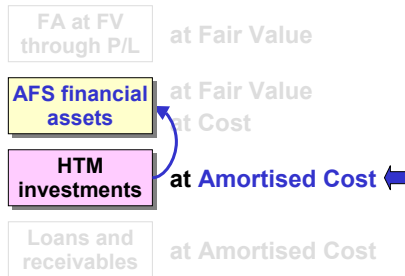 FA at FV
through P/L
at Fair Value
AFS financial
assets
at Fair Value
at Cost
HTM
investments
at Amortised Cost
Loans and
receivables
at Amortised Cost